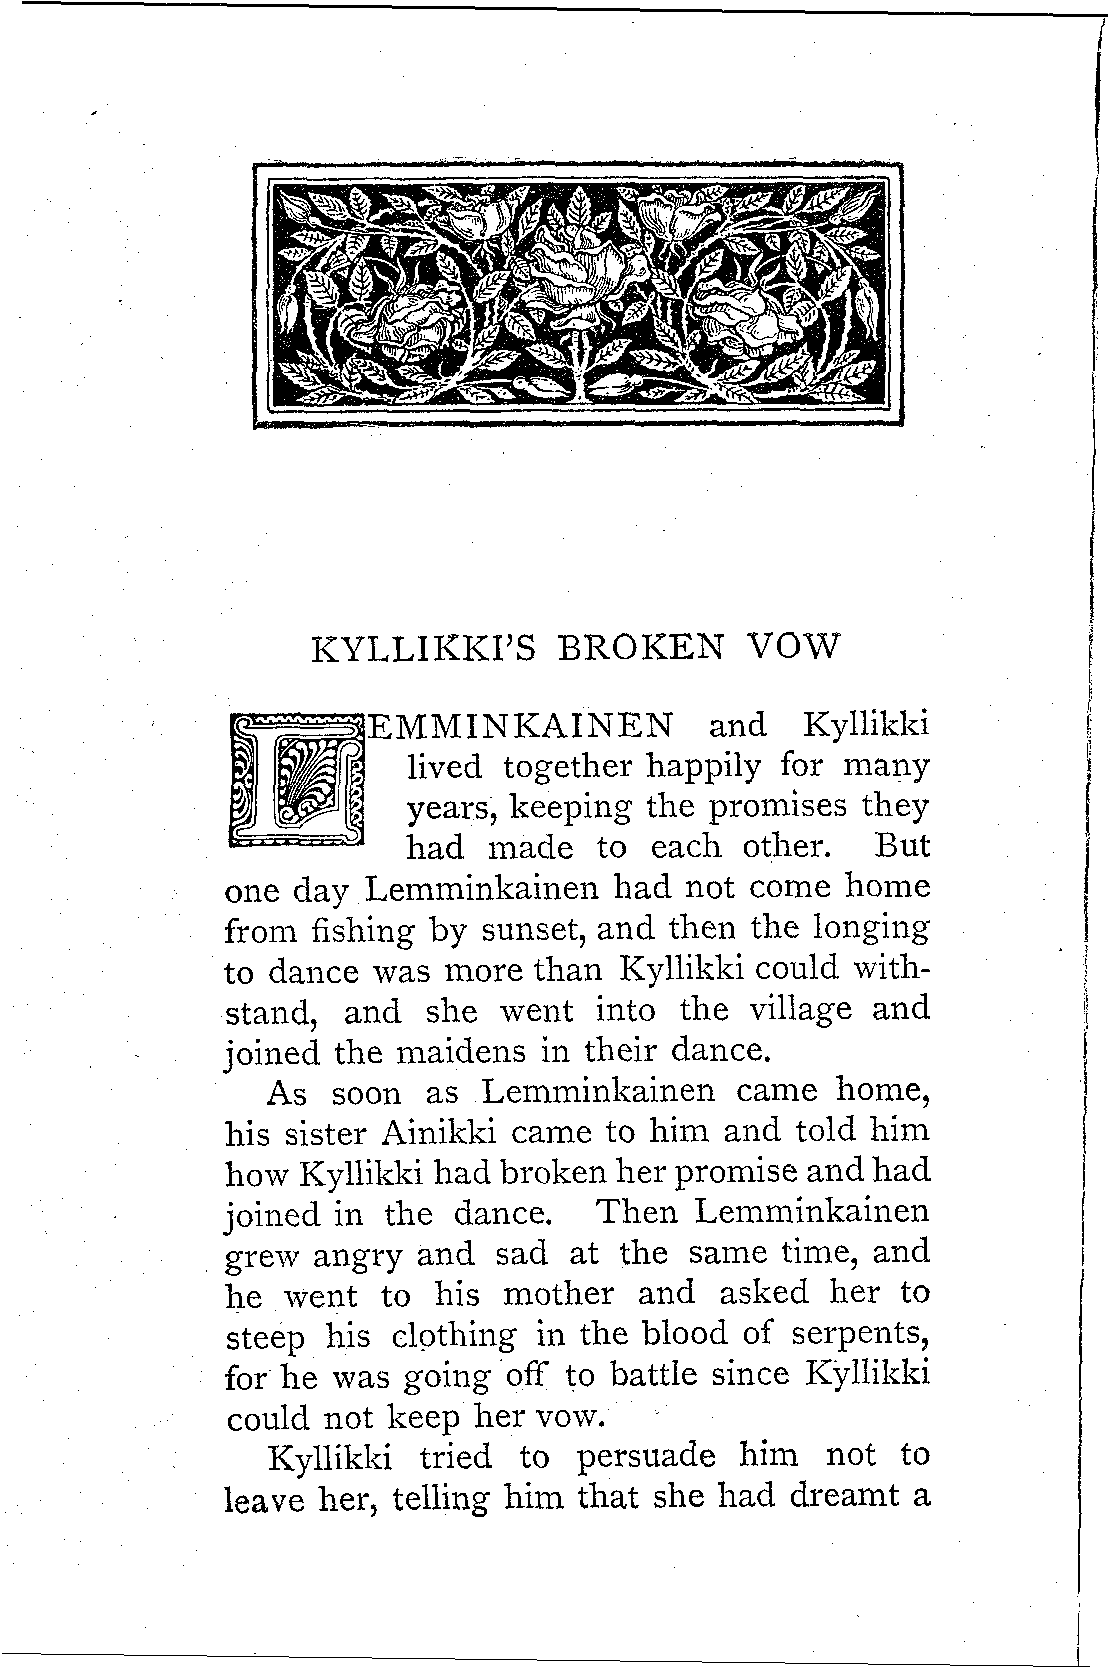 KYLLIKKI'S BROKEN VOW
LEMMINKAINEN and Kyllikki
lived together happily for many
years, keeping the promises they
had made to each other. But
one day Lemminkainen had not come home
from fishing by sunset, and then the longing
to dance was more than Kyllikki could with-
stand, and she went into the village and
joined the maidens in their dance.
As soon as Lemminkainen came home,
his sister Ainikki came to him and told him
how Kyllikki had broken her promise and had
joined in the dance. Then Lemminkainen
grew angry and sad at the same time, and
he went to his mother and asked her to
steep his clothing in the blood of serpents,
for he was going off to battle since Kyllikki
could not keep her vow.
Kyllikki tried to persuade him not to
leave her, telling him that she had dreamt a